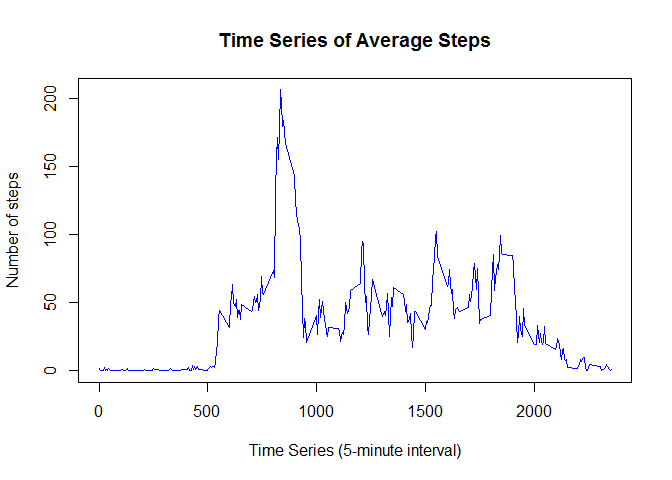 Time Series of Average Steps
Number of steps
200
150
100
50
0
0 500 1000 1500 2000
Time Series (5-minute interval)